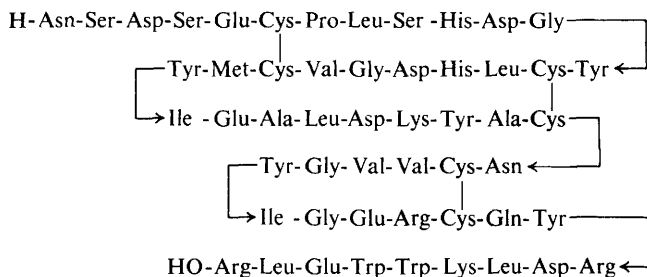 H-Asn-Ser-Asp-Ser-Glu-Cys-Pro-Leu-Ser-His-Asp-Gly
Tyr-Met-Cys-Val-Gly-Asp-His-Leu-Cys-Tyr
Ile-Glu-Ala-Leu-Asp-Lys-Tyr-Ala-Cys
Tyr-Gly-Val-Val-Cys-Asn
Ile-Gly-Glu-Arg-Cys-Gln-Tyr
HO-Arg-Leu-Glu-Trp-Trp-Lys-Leu-Asp-Arg